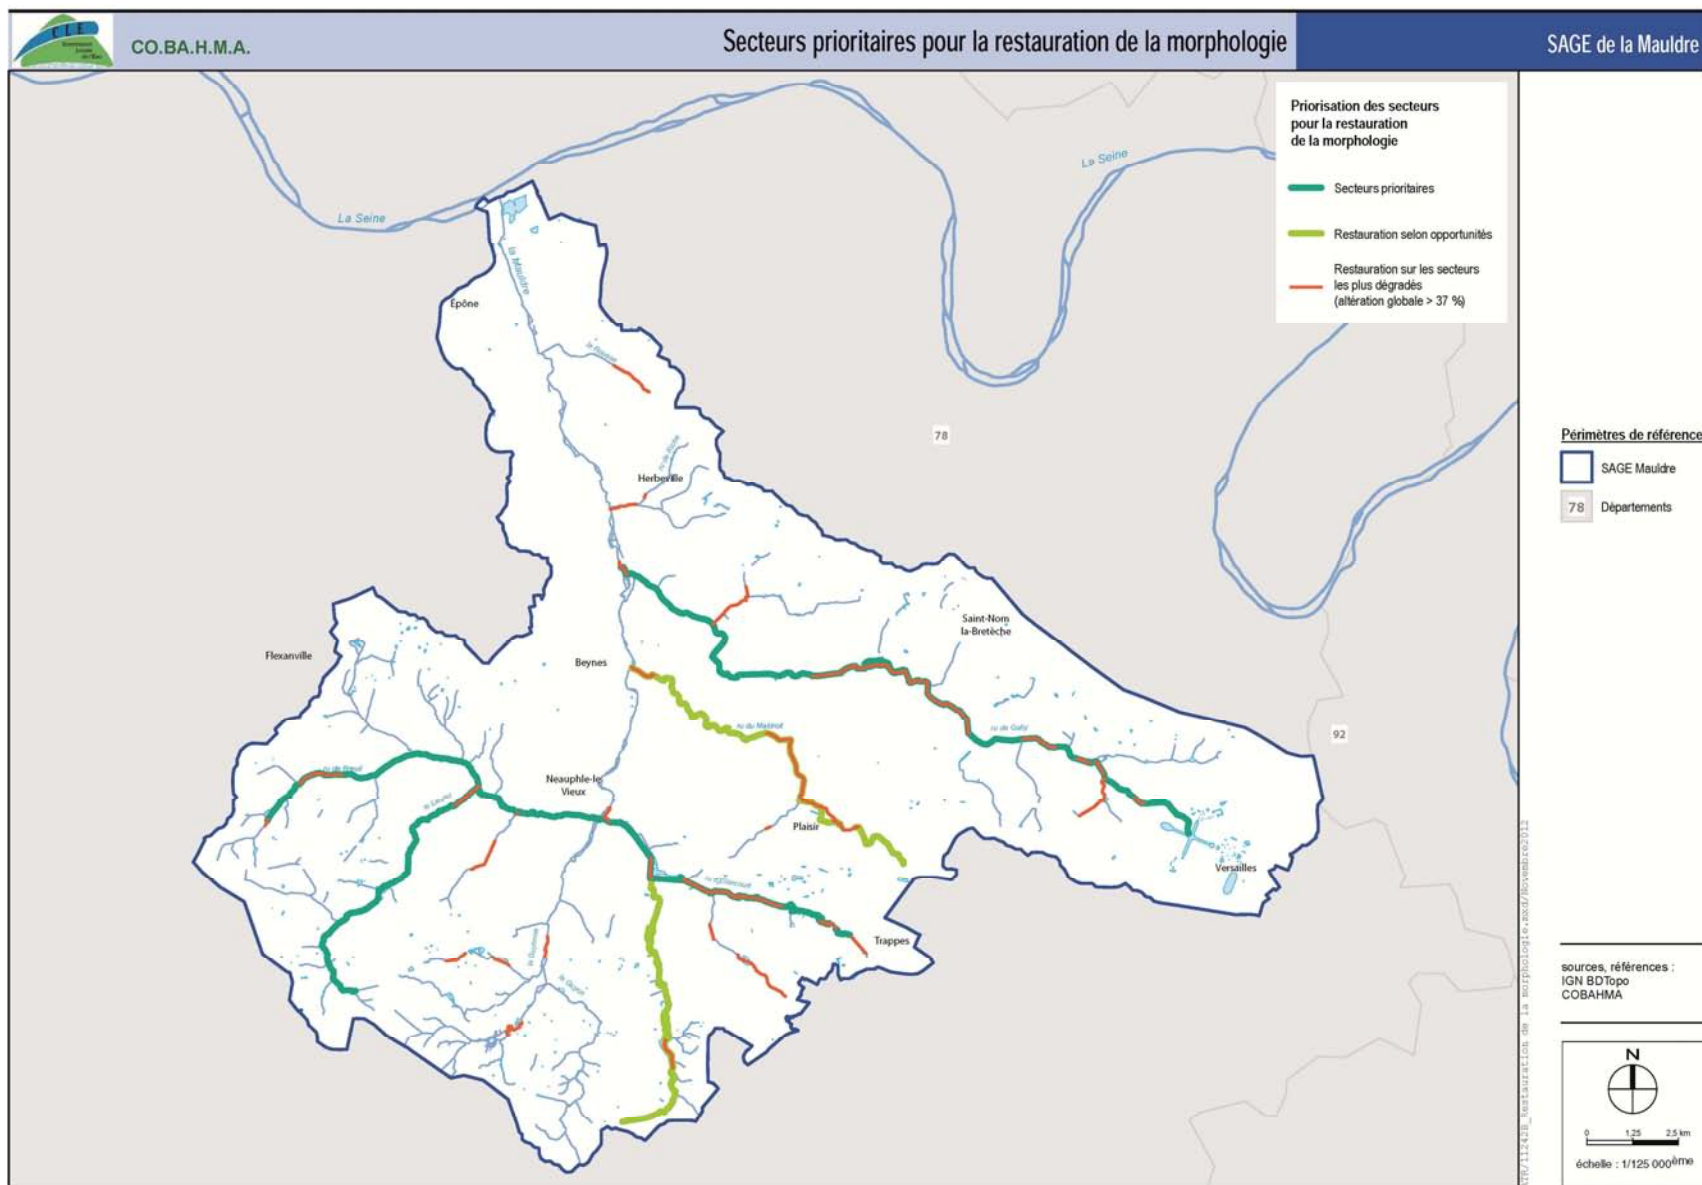 CLE
CO.BA.H.M.A.
Secteurs prioritaires pour la restauration de la morphologie
SAGE de la Mauldre
Priorisation des secteurs
pour la restauration
de la morphologie
Secteurs prioritaires
Restauration selon opportunités
Restauration sur les secteurs
les plus dégradés
(altération globale > 37 %)
La Seine
La Seine
la Mauldre
Épône
78
Herbeville
Périmètres de référence
SAGE Mauldre
78 Départements
Saint-Nom
la-Bretèche
Flexanville
Beynes
ru du Maldroit
ru de Gally
92
Neauphle-le
Vieux
Plaisir
Versailles
Trappes
sources, références :
IGN BDTopo
COBAHMA
N
0 1,25 2,5 km
échelle : 1/125 000ème